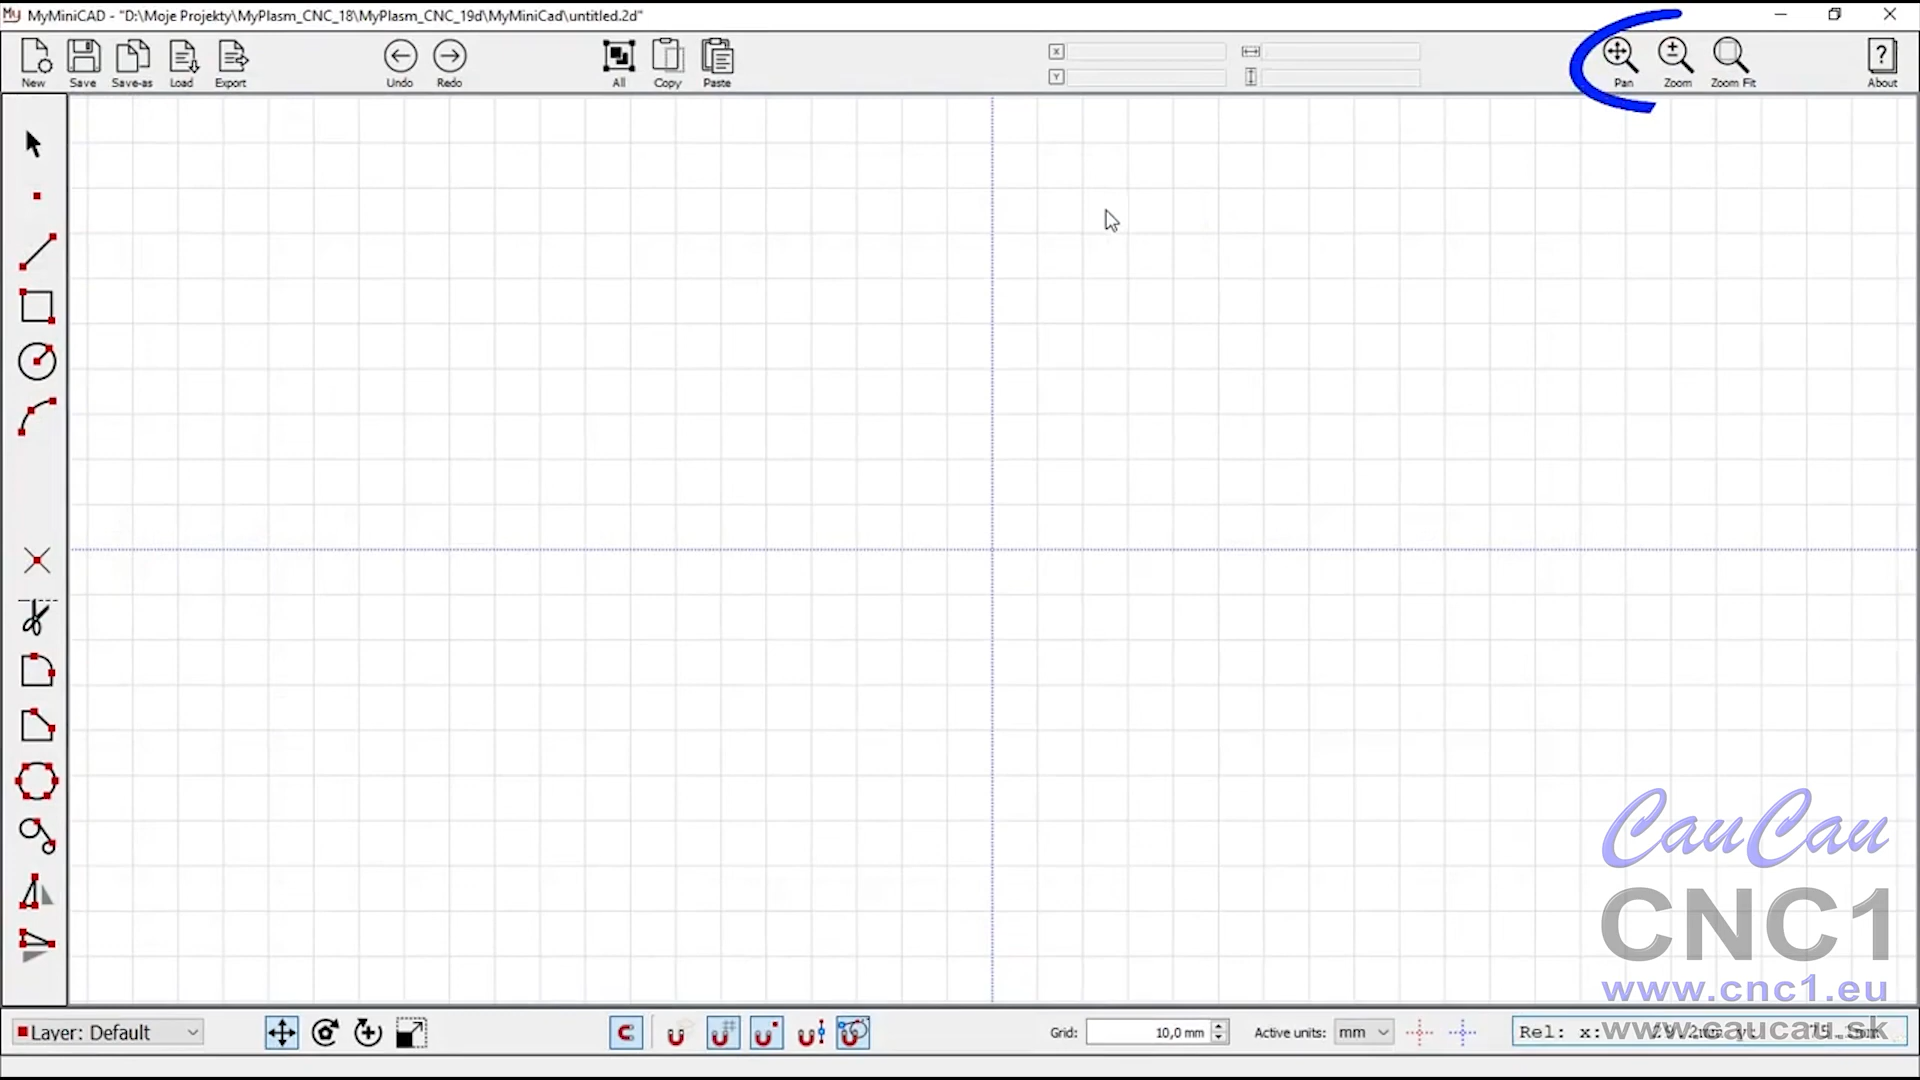 My MyMiniCAD - "D:\Moje Projekty\MyPlasm_CNC_18\MyPlasm_CNC_19d\MyMiniCad\untitled.2d"
New Save Save-as Load Export Undo Redo All Copy Paste Pan Zoom Zoom Fit About
X
Y
CauCau
CNC1
www.cnc1.eu
Layer: Default Grid: 10,0 mm Active units: mm Rel: x:
www.caucau.sk